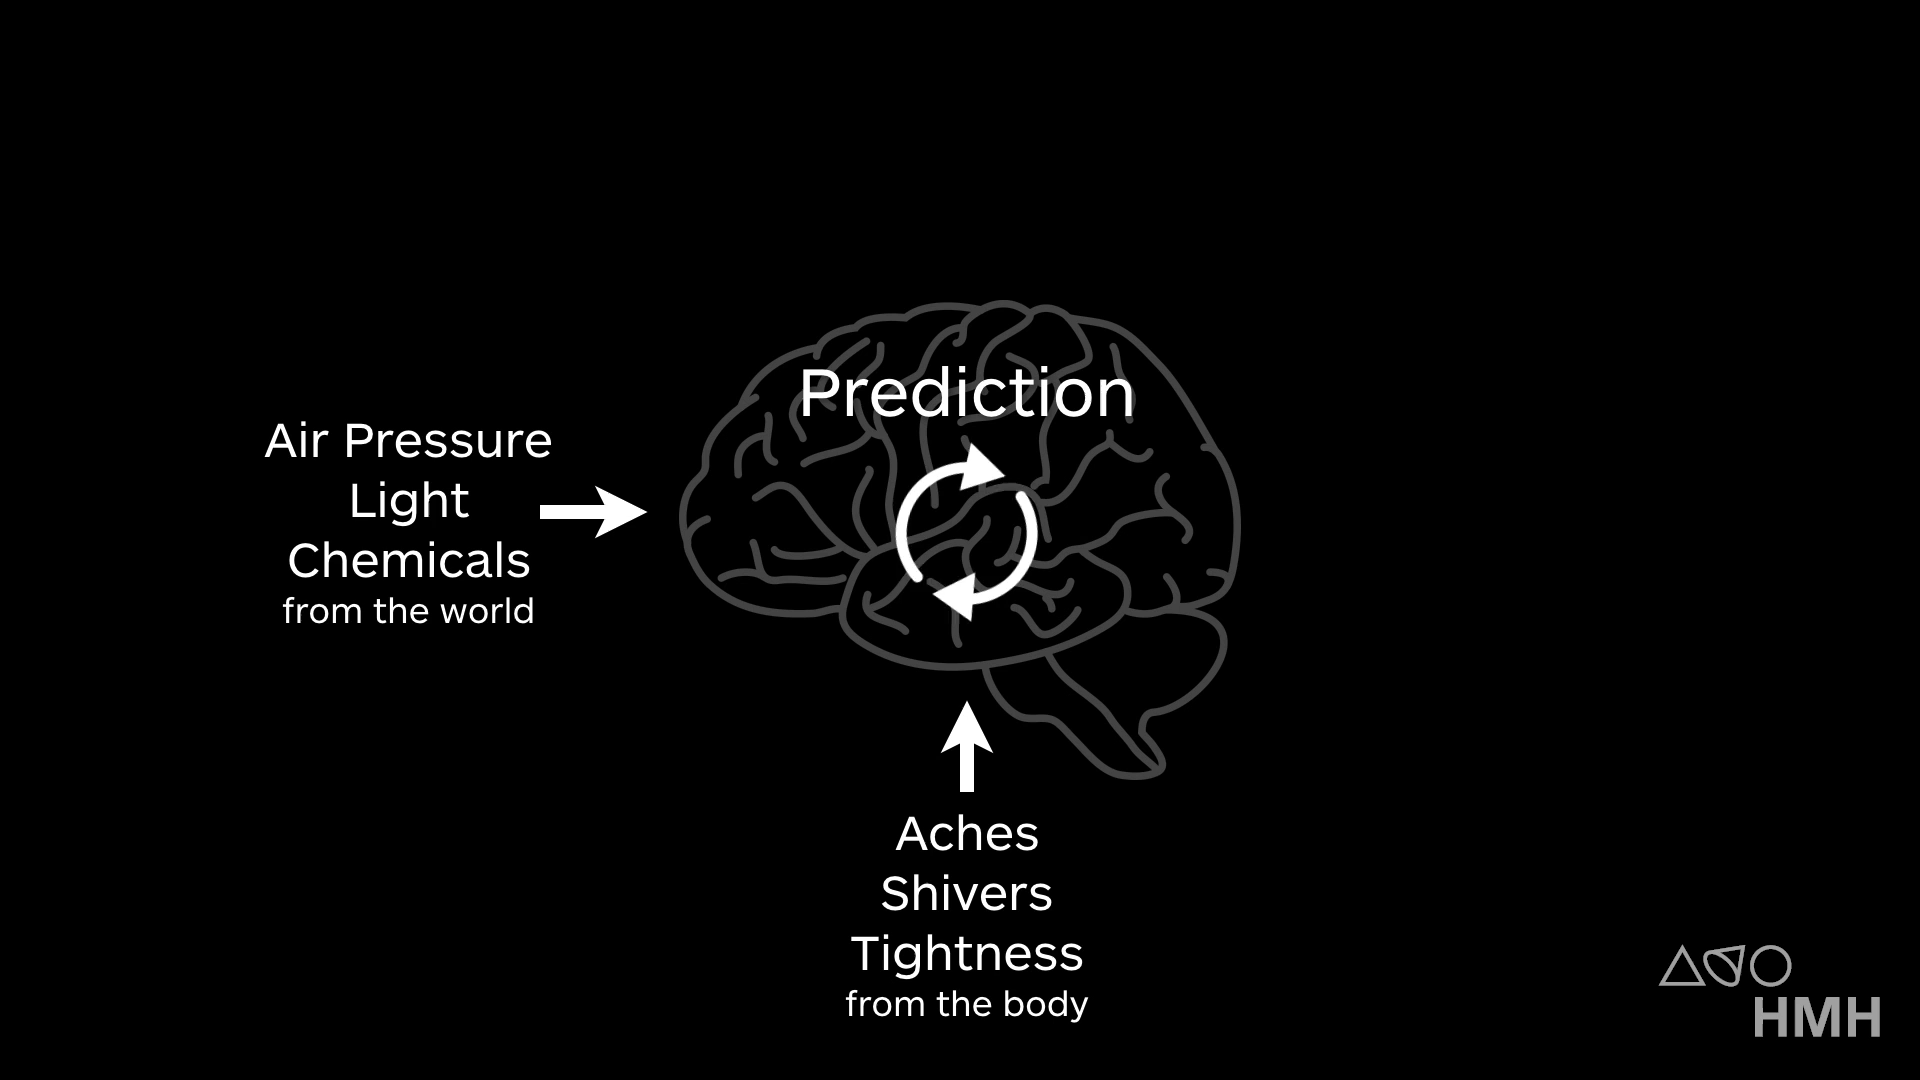 Prediction
Air Pressure
Light
Chemicals
from the world
Aches
Shivers
Tightness
from the body
HMH